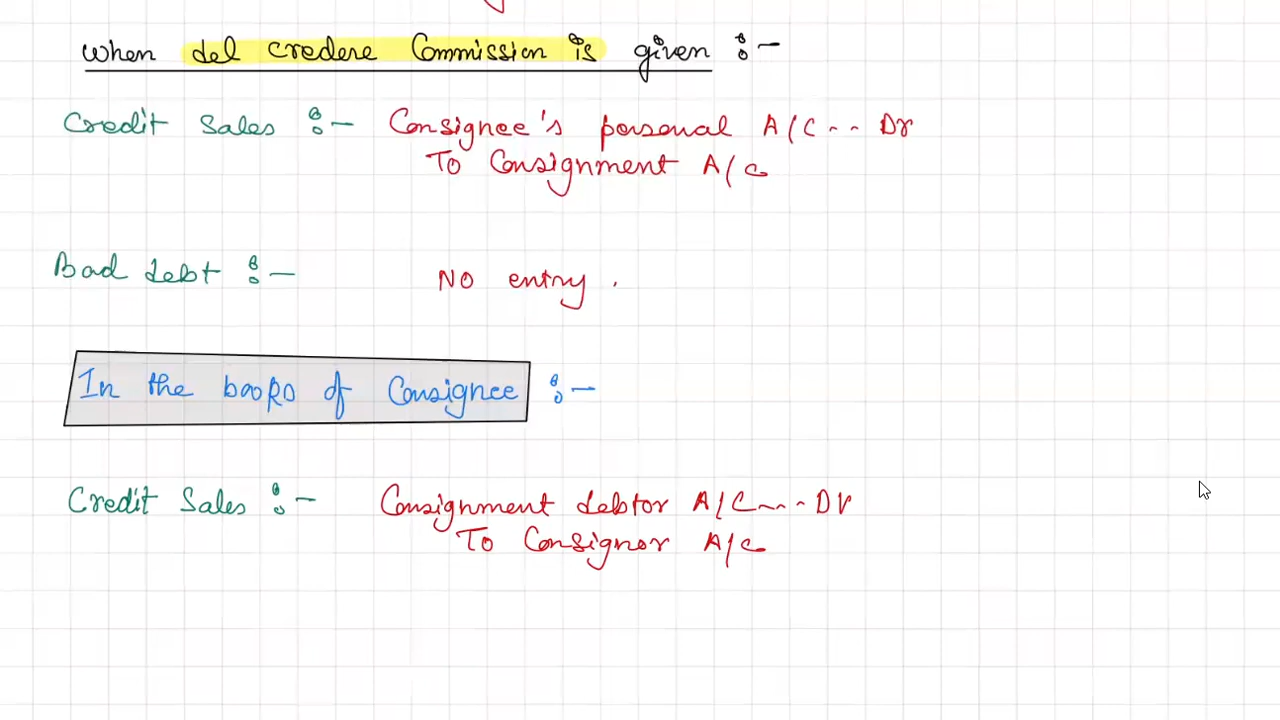 When del credere Commission is given :-
Credit Sales :- Consignee's personal A/C -- Dr
To Consignment A/c
Bad debt :- No entry .
In the books of Consignee :-
Credit Sales :- Consignment debtor A/C --- Dr
To Consignor A/c